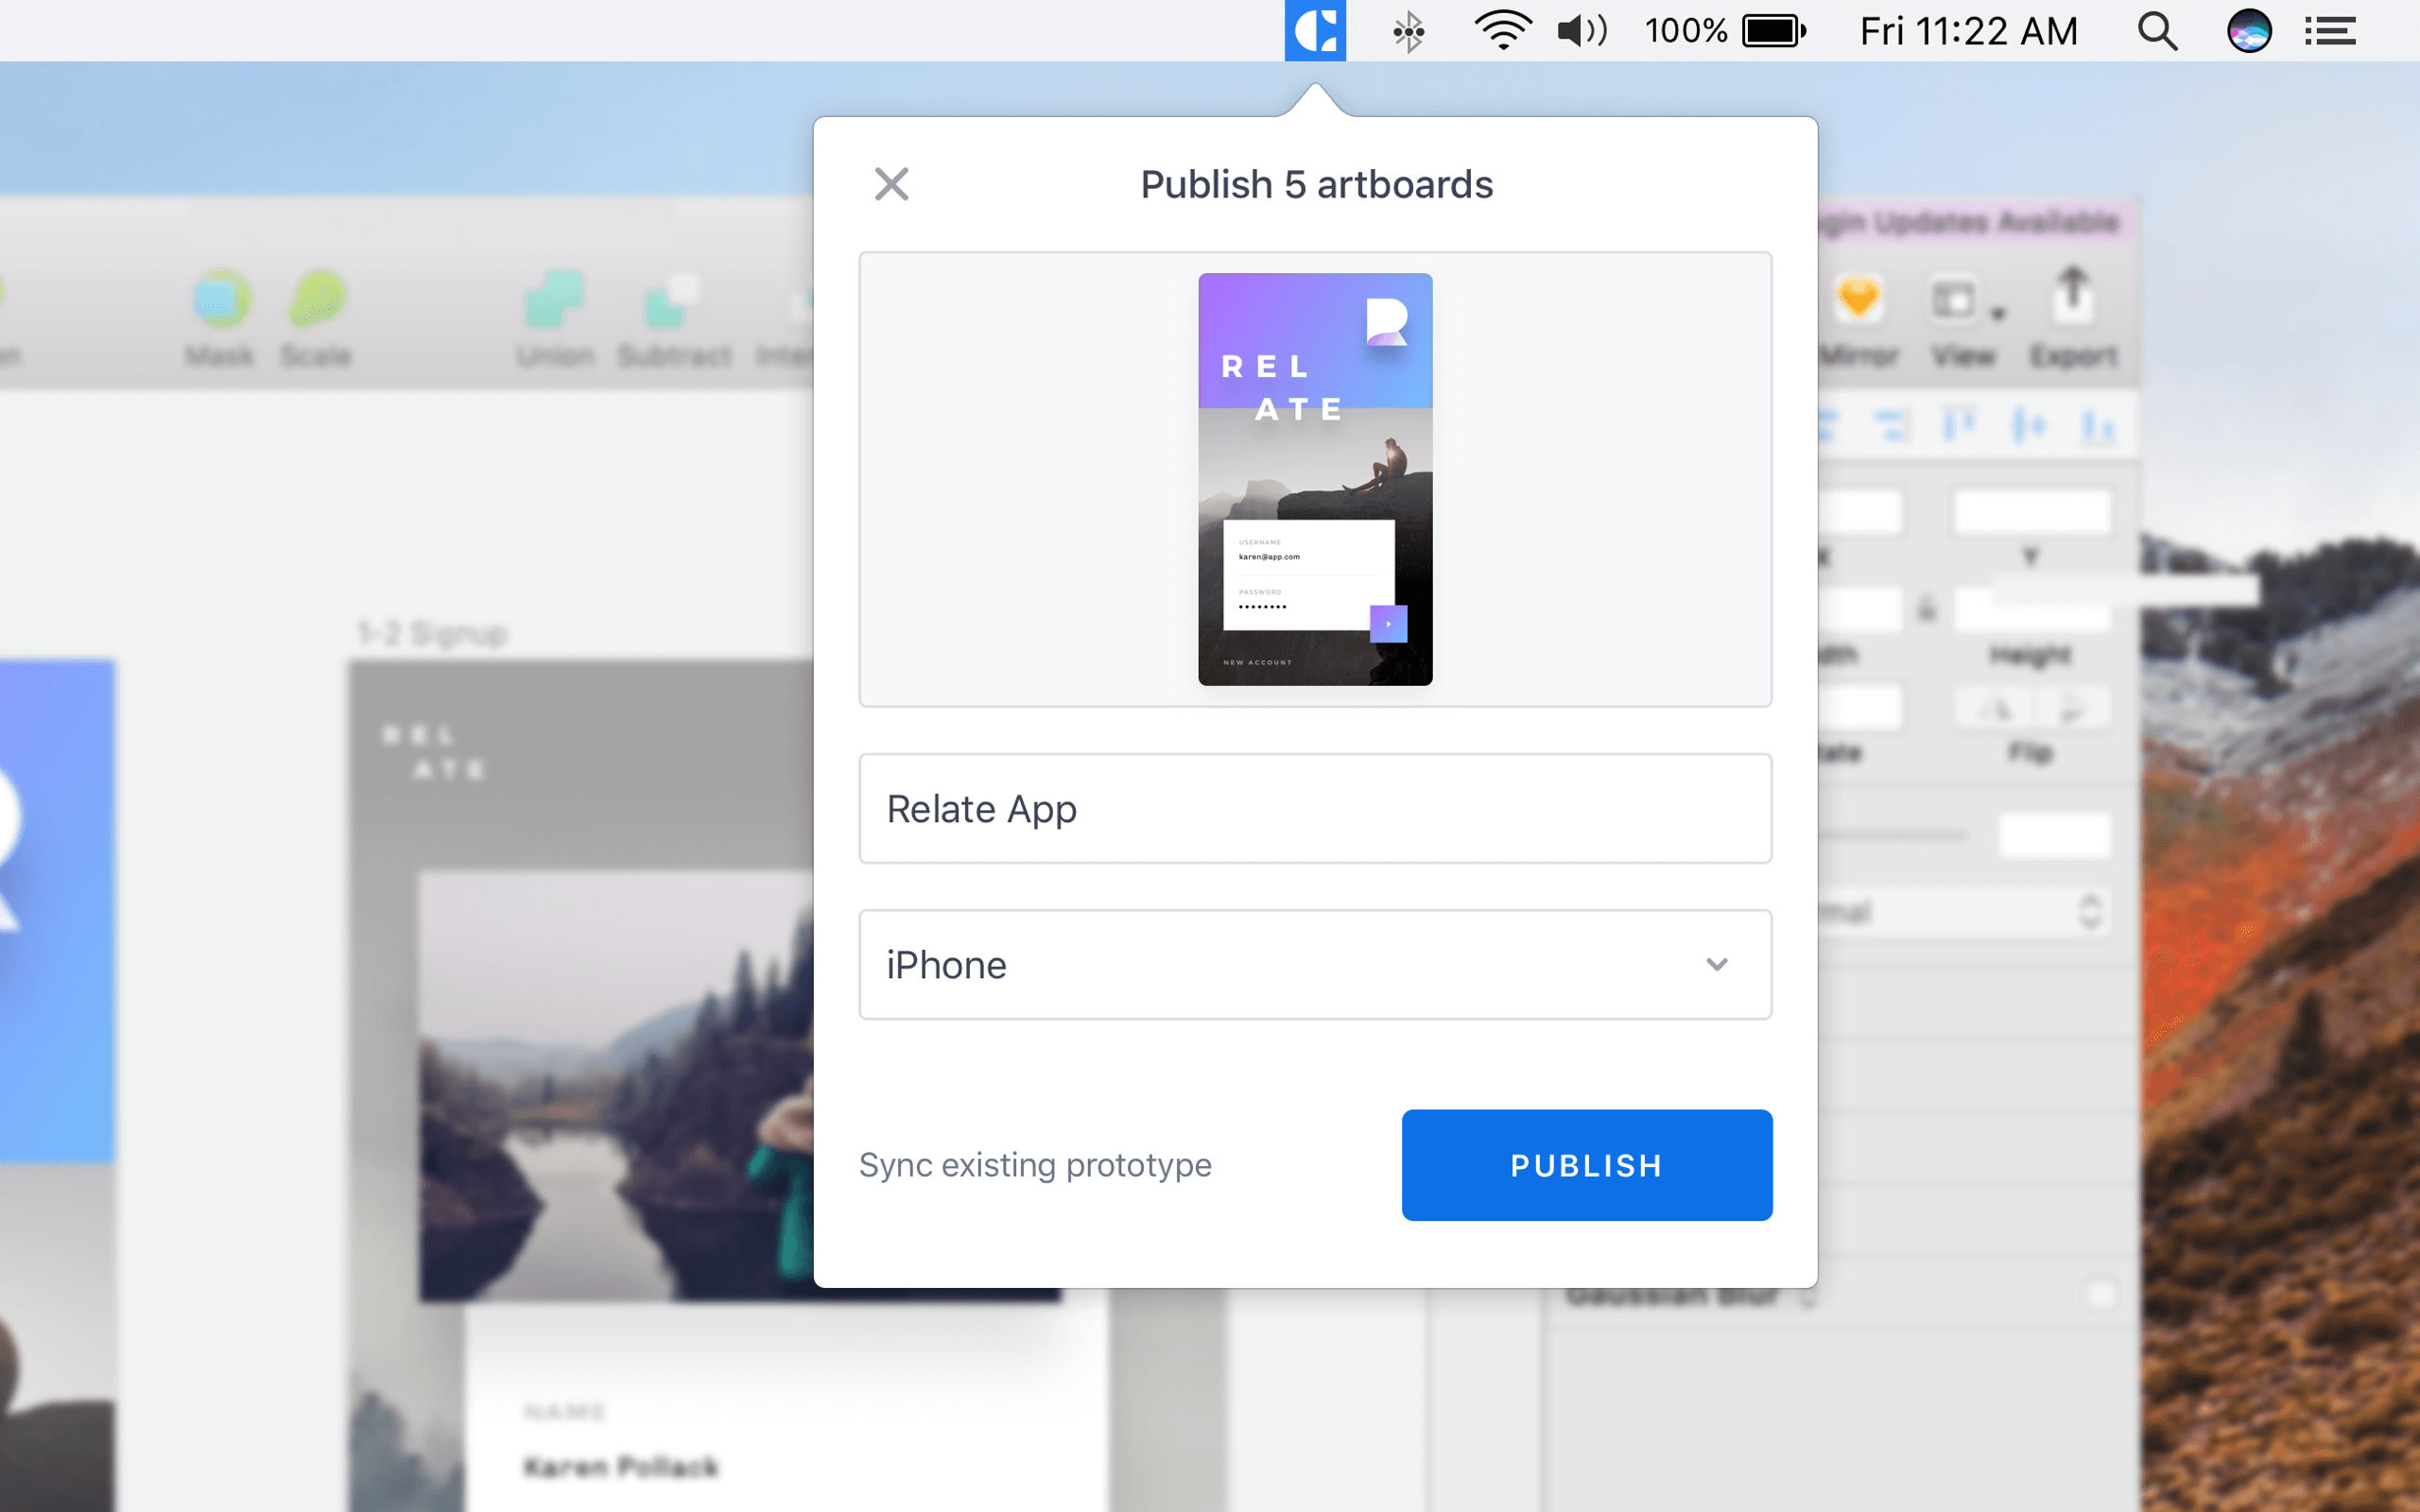 100% Fri 11:22 AM
Publish 5 artboards
Updates Available
Mask Scale Union Subtract
Mirror View Export
REL
ATE
USERNAME
karen@app.com
PASSWORD
NEW ACCOUNT
Y
1-2 Signup
Height
REL
ATE
Flip
Relate App
iPhone
Sync existing prototype
PUBLISH
Gaussian Blur
NAME
Karen Pollack